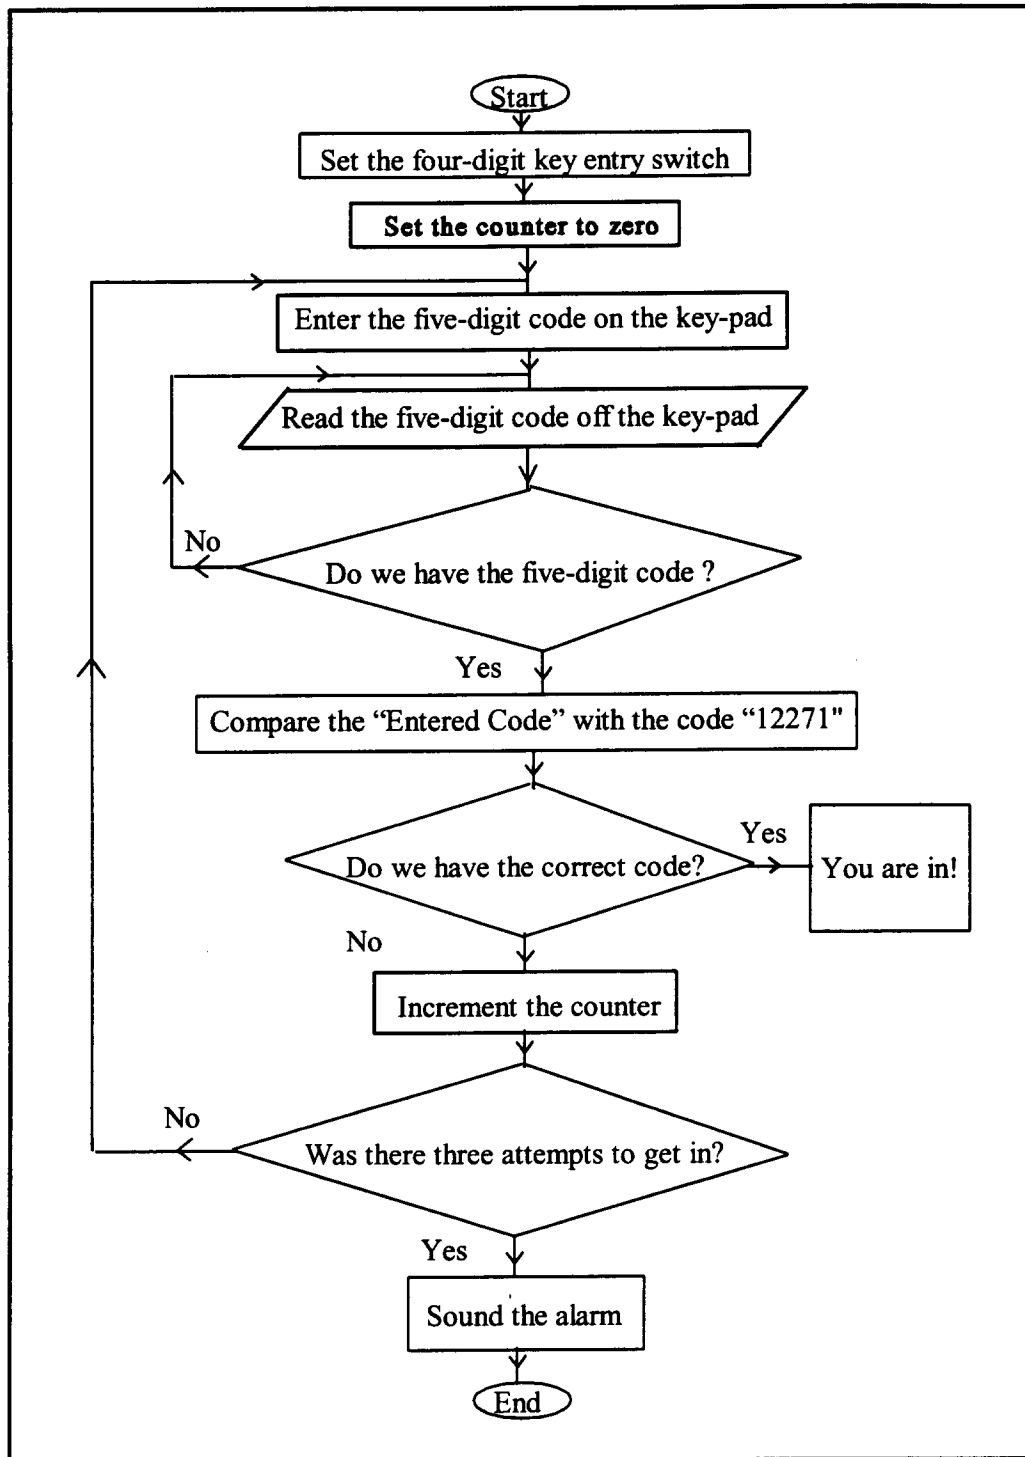 Start
Set the four-digit key entry switch
Set the counter to zero
Enter the five-digit code on the key-pad
Read the five-digit code off the key-pad
No
Do we have the five-digit code ?
Yes
Compare the “Entered Code” with the code “12271"
Do we have the correct code?
Yes
You are in!
No
Increment the counter
No
Was there three attempts to get in?
Yes
Sound the alarm
End